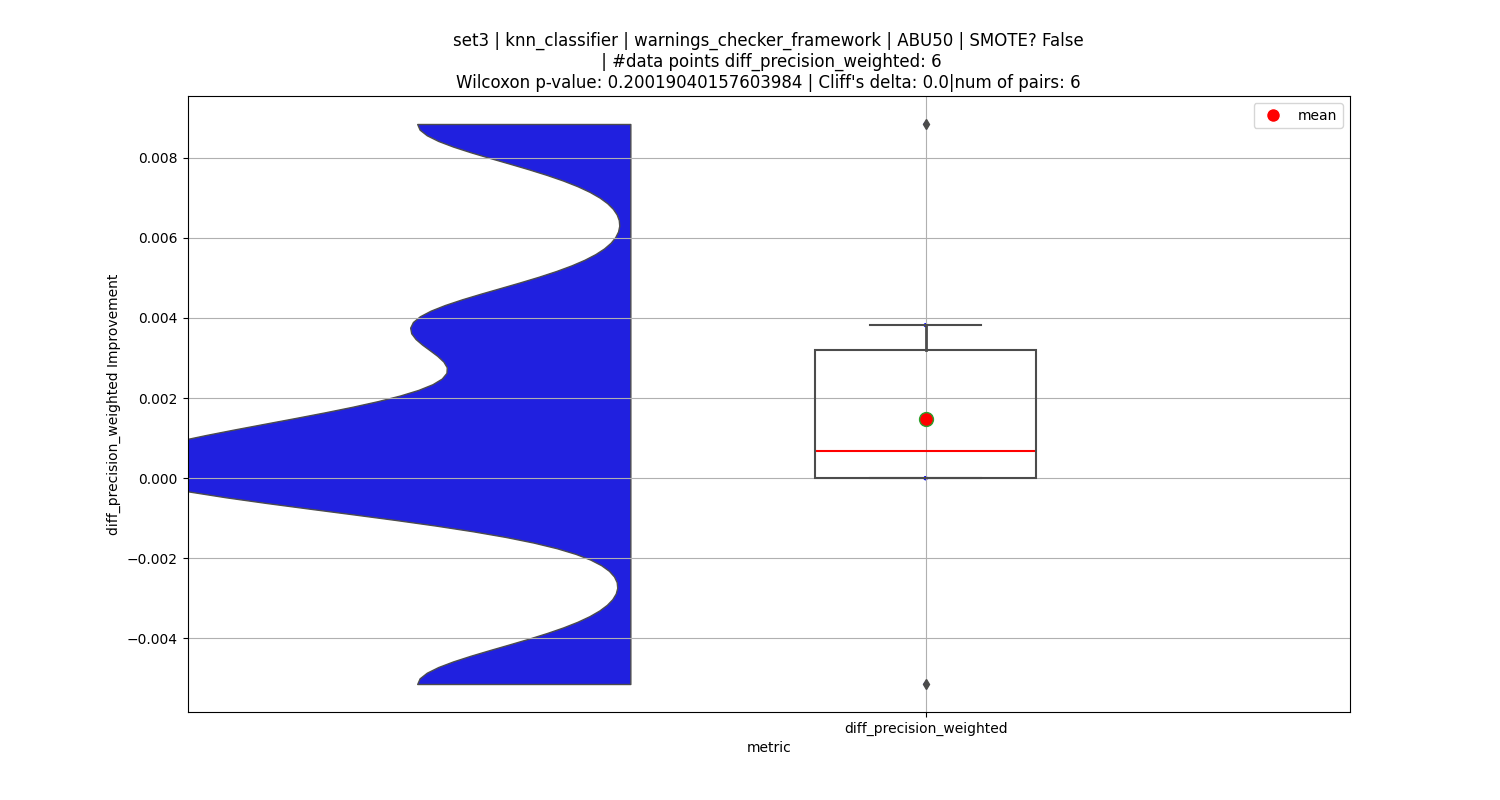 set3 | knn_classifier | warnings_checker_framework | ABU50 | SMOTE? False
| #data points diff_precision_weighted: 6
Wilcoxon p-value: 0.20019040157603984 | Cliff's delta: 0.0|num of pairs: 6
mean
0.008
0.006
0.004
0.002
0.000
−0.002
−0.004
diff_precision_weighted Improvement
diff_precision_weighted
metric